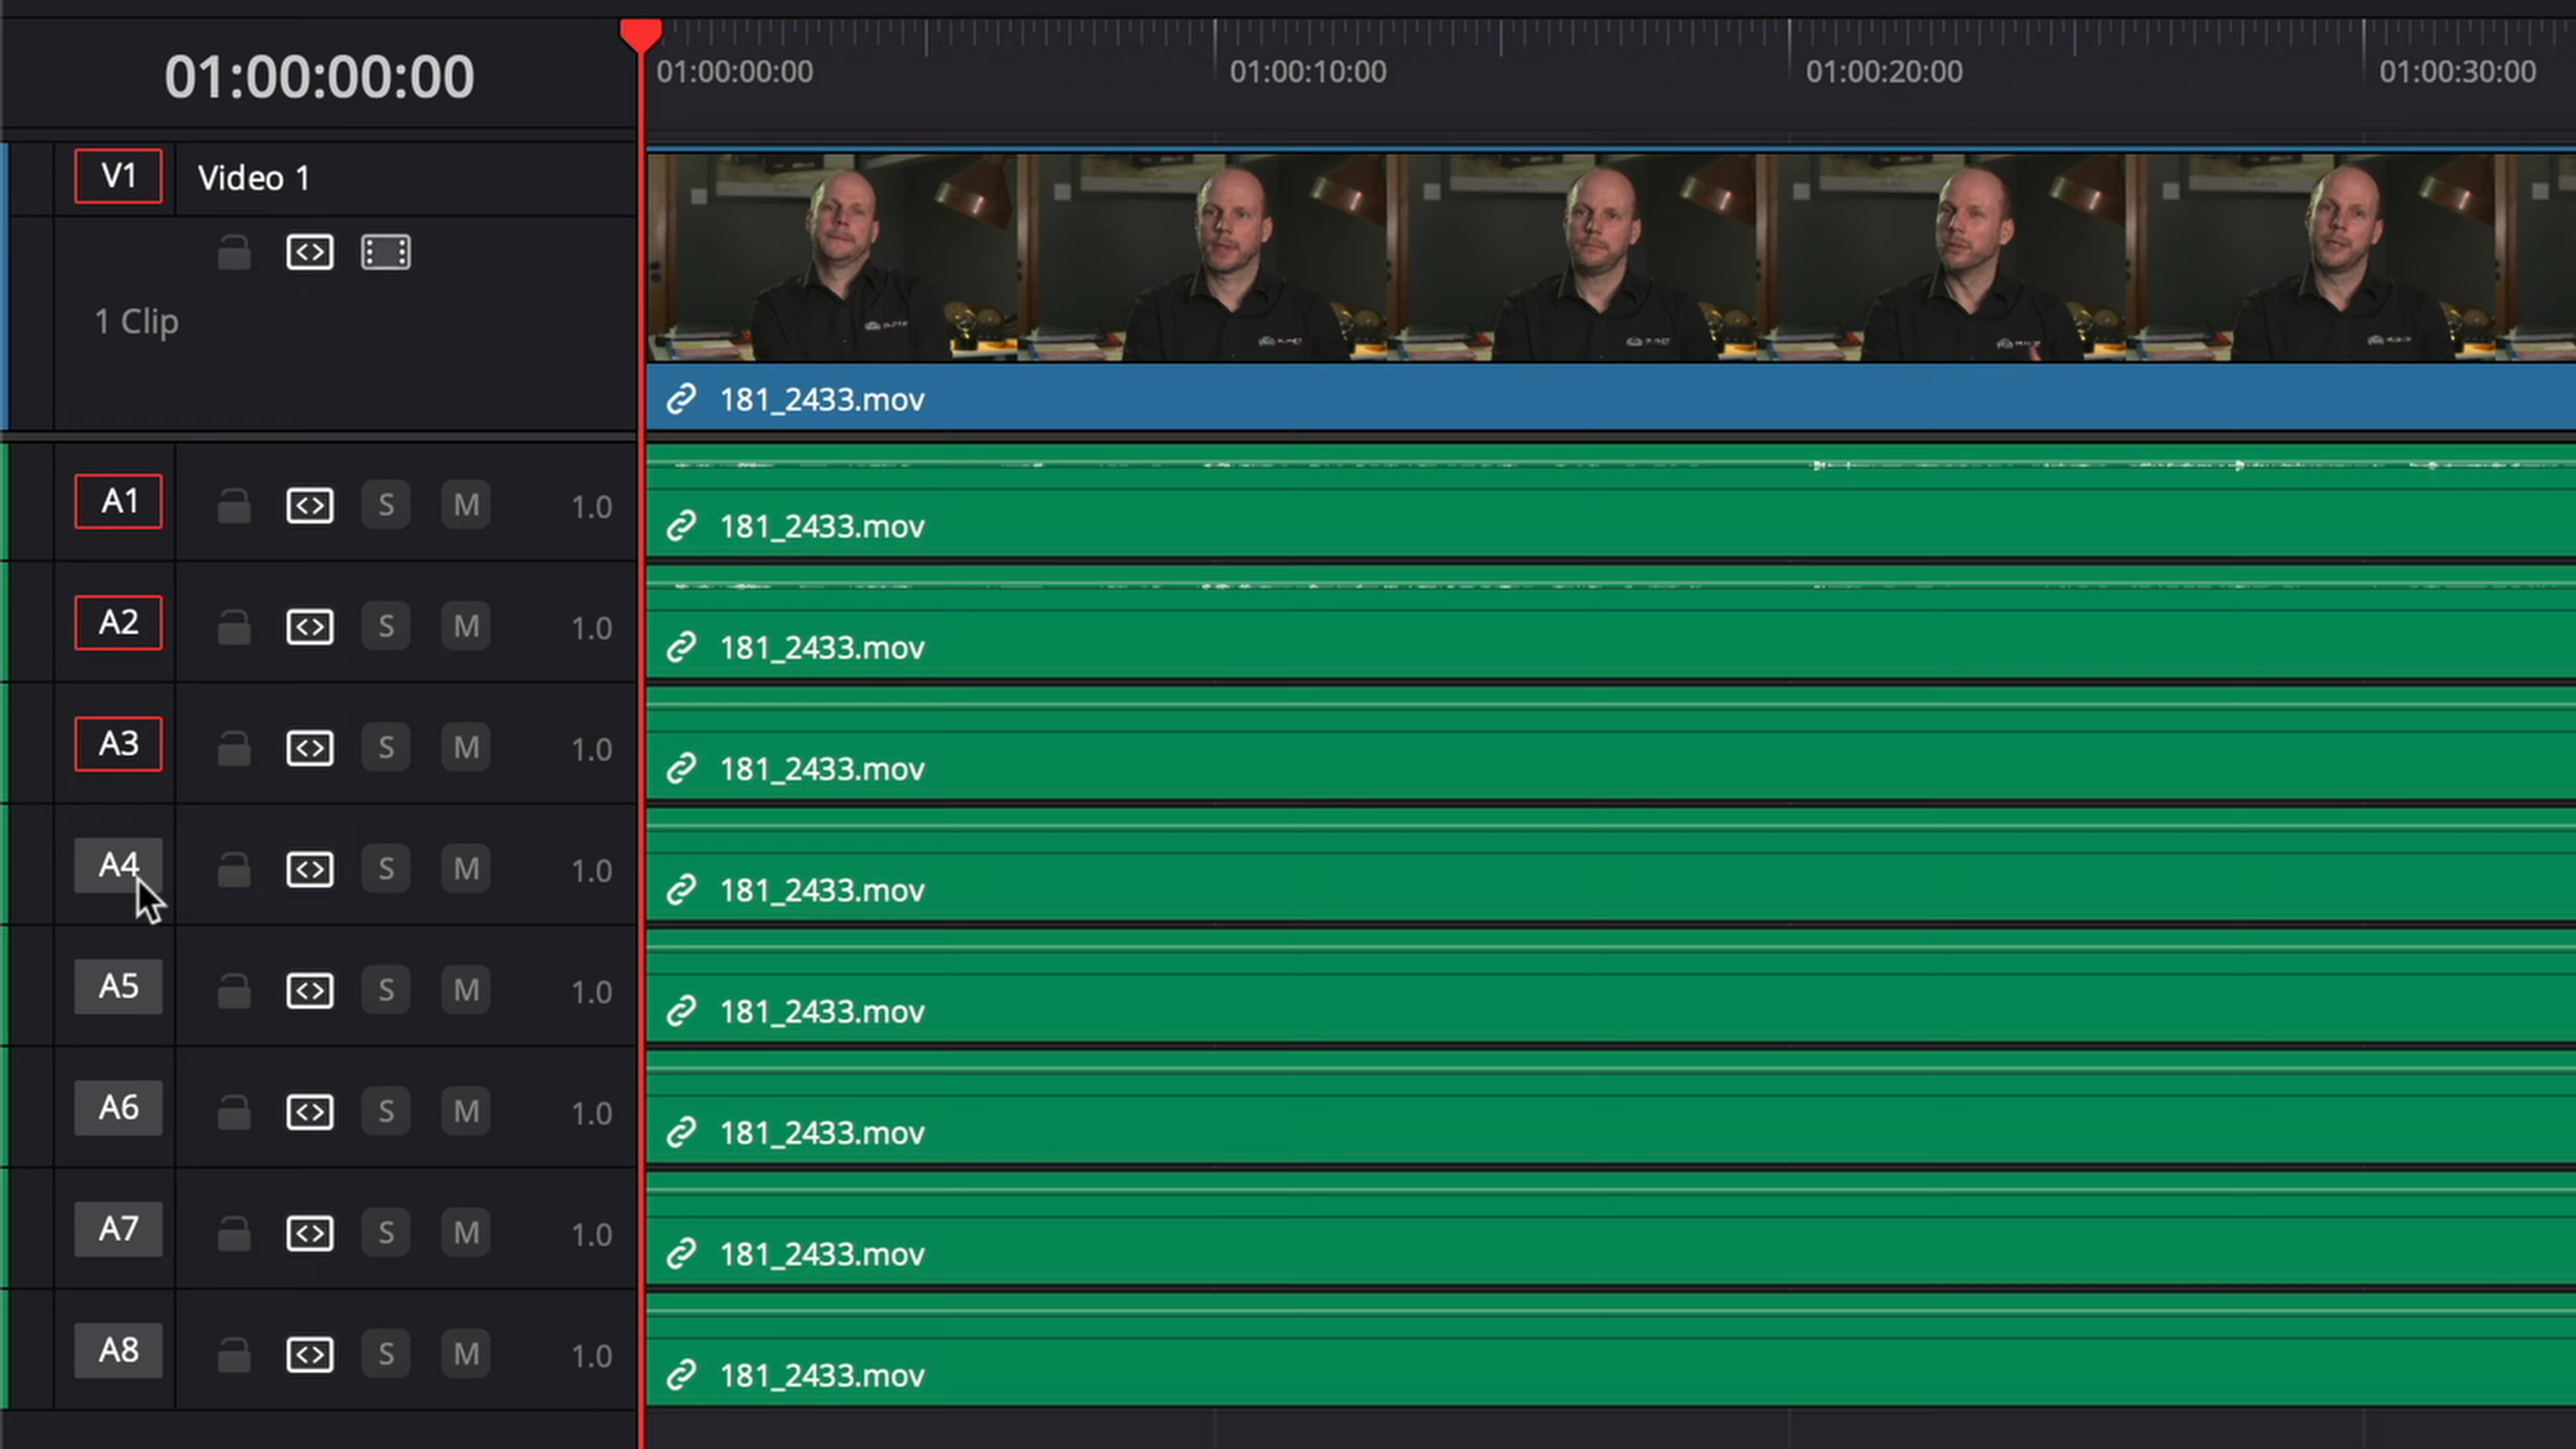 01:00:00:00
01:00:00:00 01:00:10:00 01:00:20:00 01:00:30:00
V1 Video 1
1 Clip
181_2433.mov
A1 S M 1.0
181_2433.mov
A2 S M 1.0
181_2433.mov
A3 S M 1.0
181_2433.mov
A4 S M 1.0
181_2433.mov
A5 S M 1.0
181_2433.mov
A6 S M 1.0
181_2433.mov
A7 S M 1.0
181_2433.mov
A8 S M 1.0
181_2433.mov